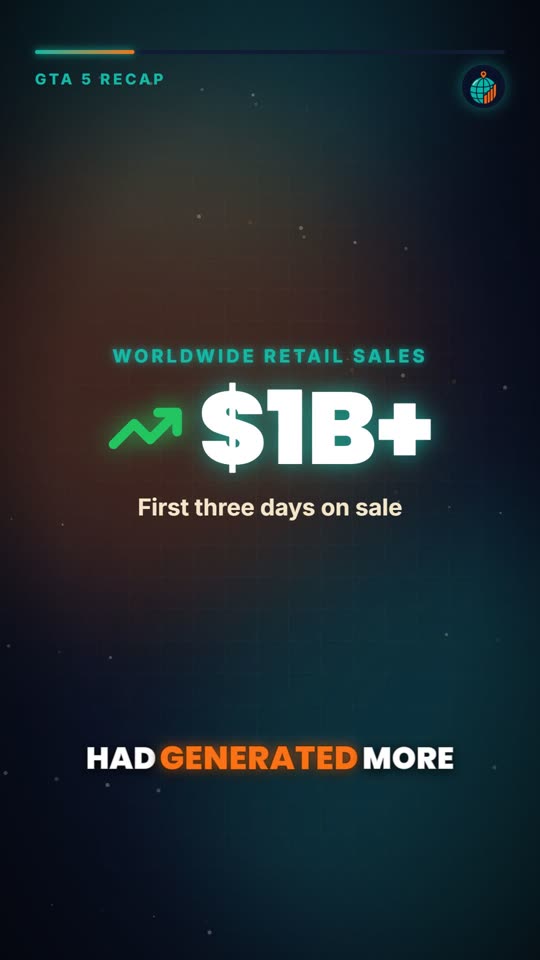 GTA 5 RECAP
WORLDWIDE RETAIL SALES
$1B+
First three days on sale
HAD GENERATED MORE